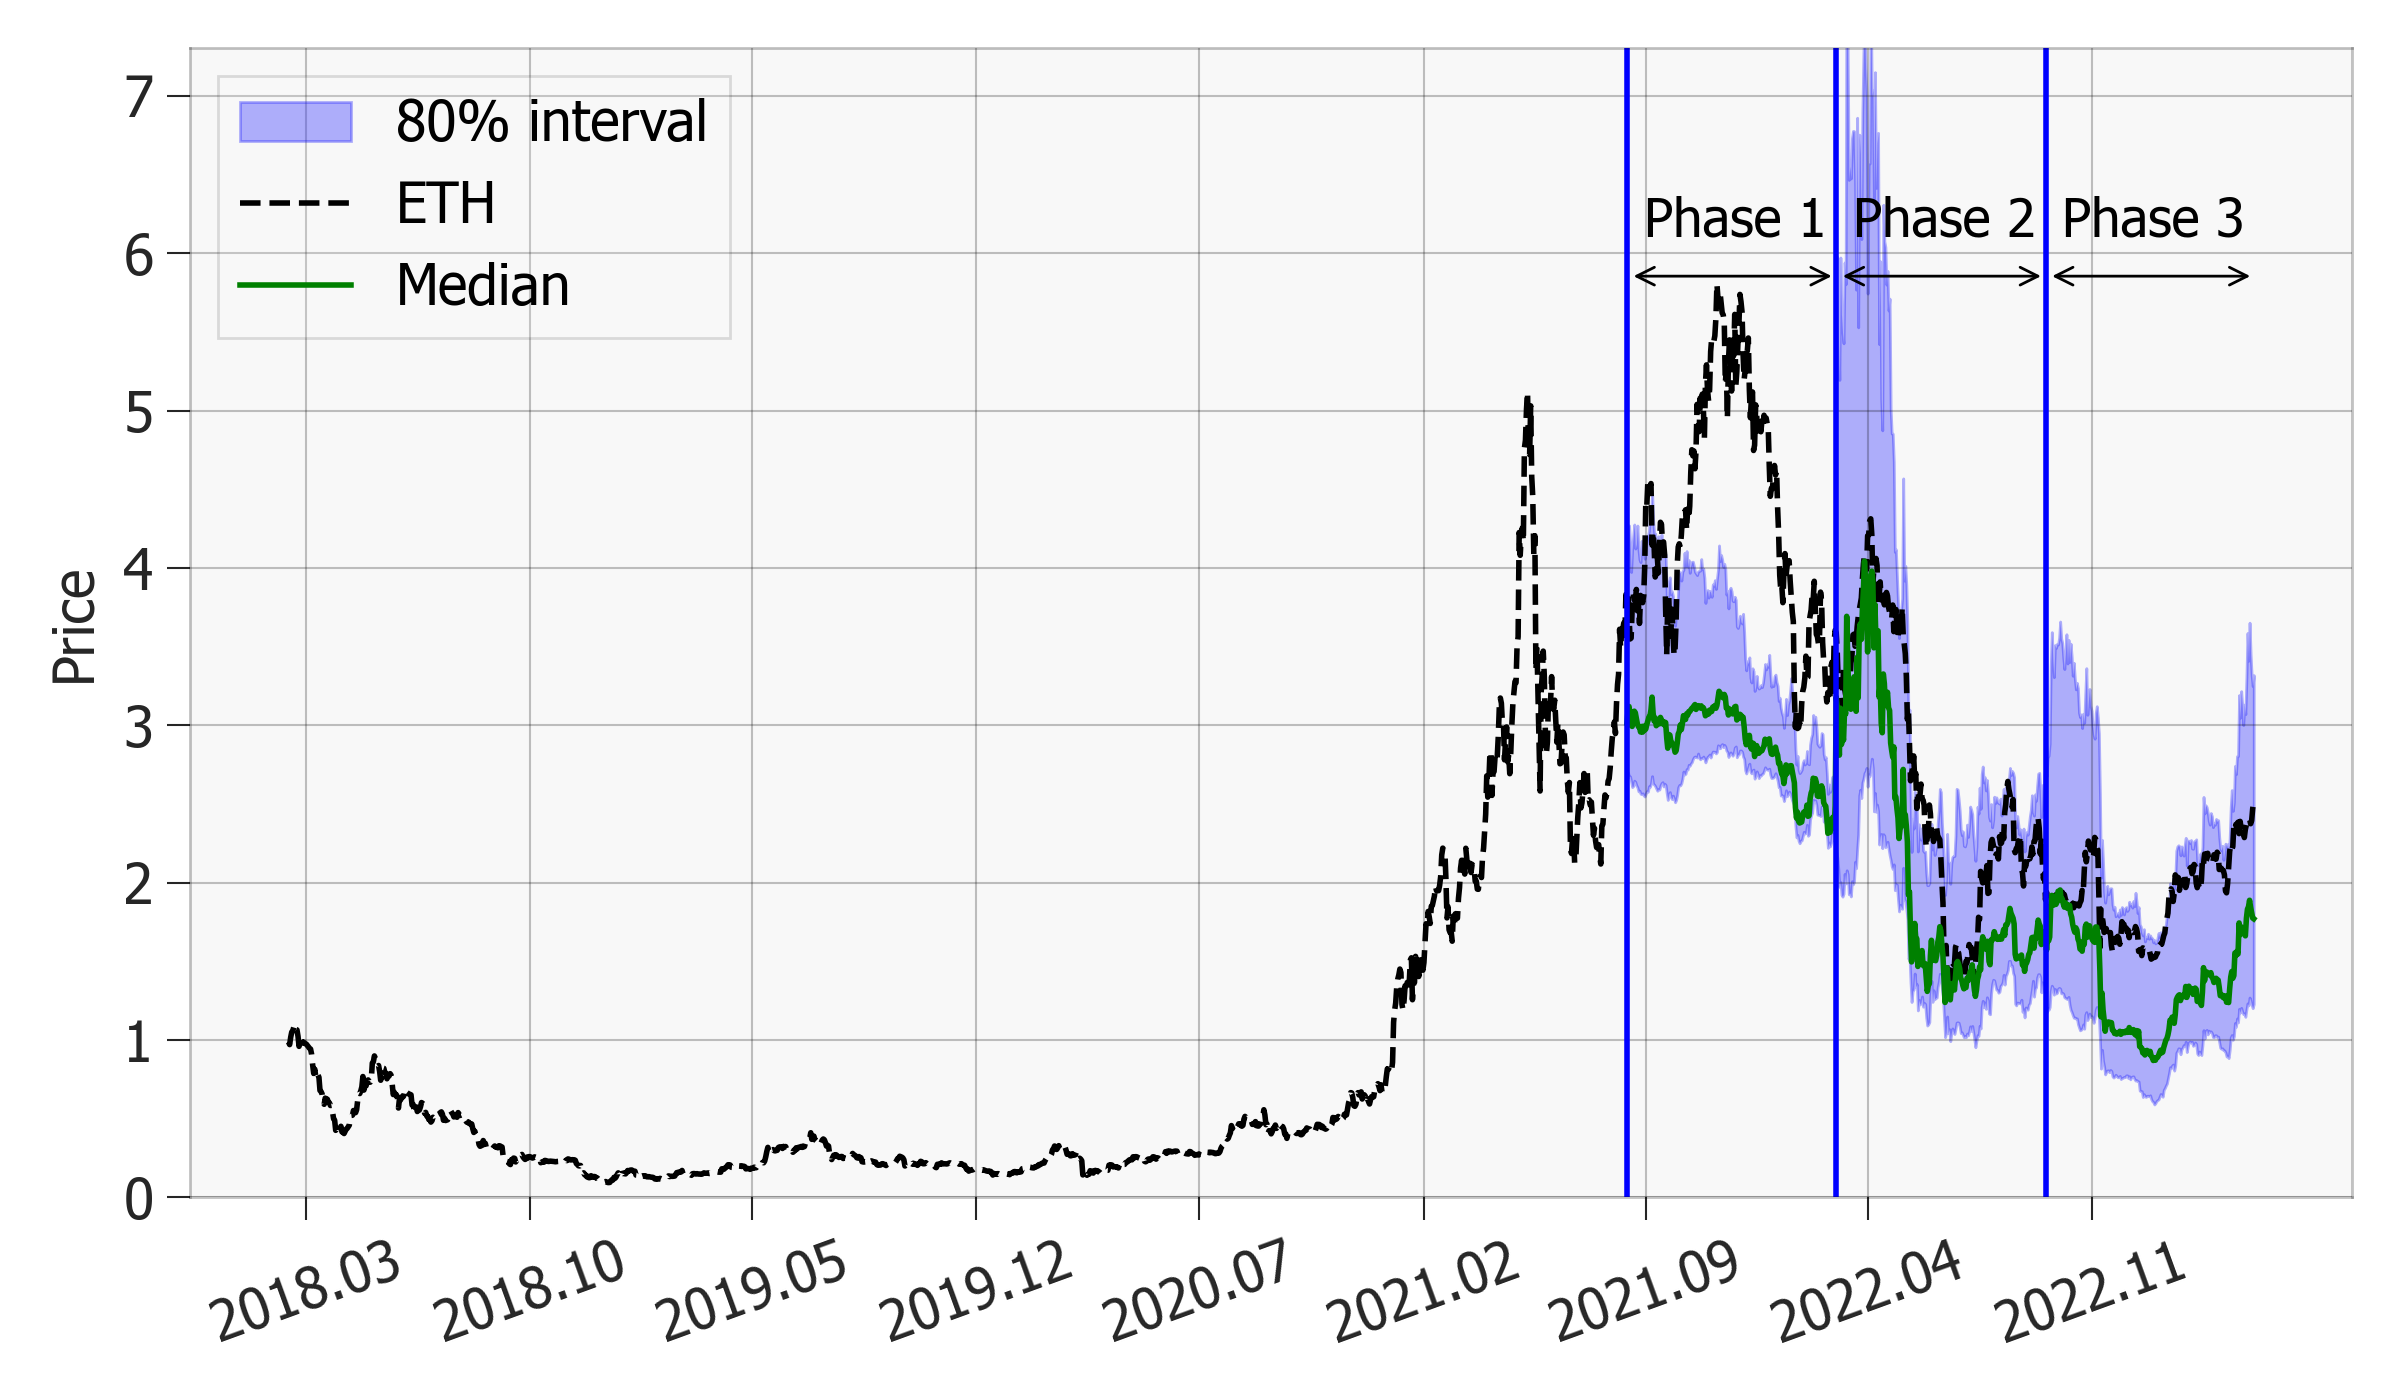 80% interval
ETH
Median
Phase 1
Phase 2
Phase 3
Price
7
6
5
4
3
2
1
0
2018.03
2018.10
2019.05
2019.12
2020.07
2021.02
2021.09
2022.04
2022.11